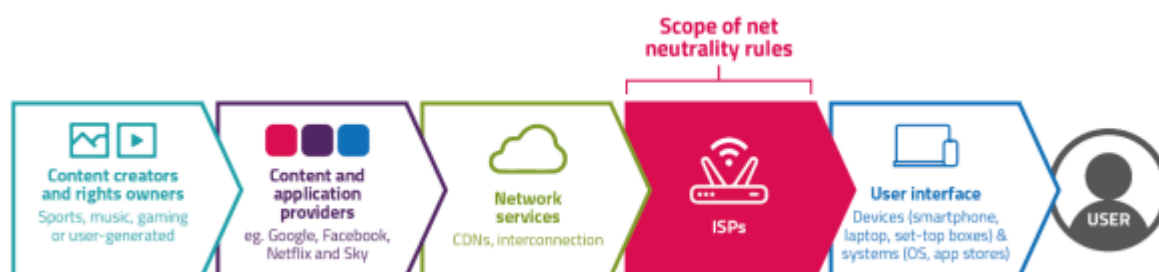 Scope of net
neutrality rules
Content creators
and rights owners
Sports, music, gaming
or user-generated
Content and
application
providers
eg. Google, Facebook,
Netflix and Sky
Network
services
CDNs, interconnection
ISPs
User interface
Devices (smartphone,
laptop, set-top boxes) &
systems (OS, app stores)
USER